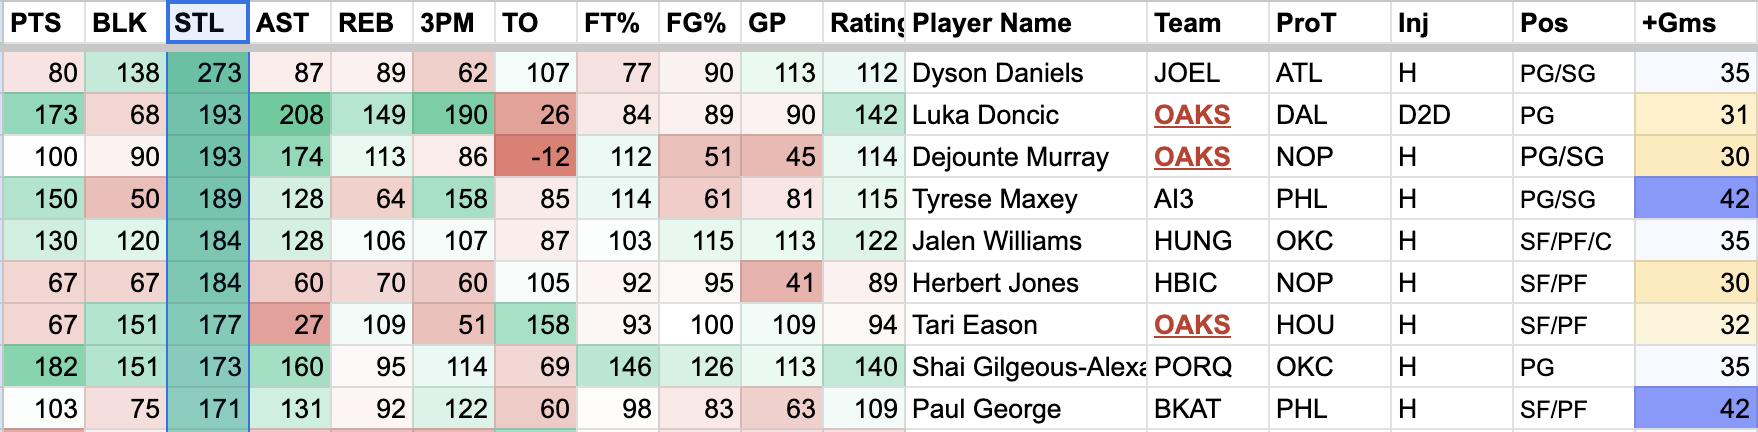 PTS BLK STL AST REB 3PM TO FT% FG% GP Rating Player Name Team ProT Inj Pos +Gms
80 138 273 87 89 62 107 77 90 113 112 Dyson Daniels JOEL ATL H PG/SG 35
173 68 193 208 149 190 26 84 89 90 142 Luka Doncic OAKS DAL D2D PG 31
100 90 193 174 113 86 -12 112 51 45 114 Dejounte Murray OAKS NOP H PG/SG 30
150 50 189 128 64 158 85 114 61 81 115 Tyrese Maxey AI3 PHL H PG/SG 42
130 120 184 128 106 107 87 103 115 113 122 Jalen Williams HUNG OKC H SF/PF/C 35
67 67 184 60 70 60 105 92 95 41 89 Herbert Jones HBIC NOP H SF/PF 30
67 151 177 27 109 51 158 93 100 109 94 Tari Eason OAKS HOU H SF/PF 32
182 151 173 160 95 114 69 146 126 113 140 Shai Gilgeous-Alexa PORQ OKC H PG 35
103 75 171 131 92 122 60 98 83 63 109 Paul George BKAT PHL H SF/PF 42